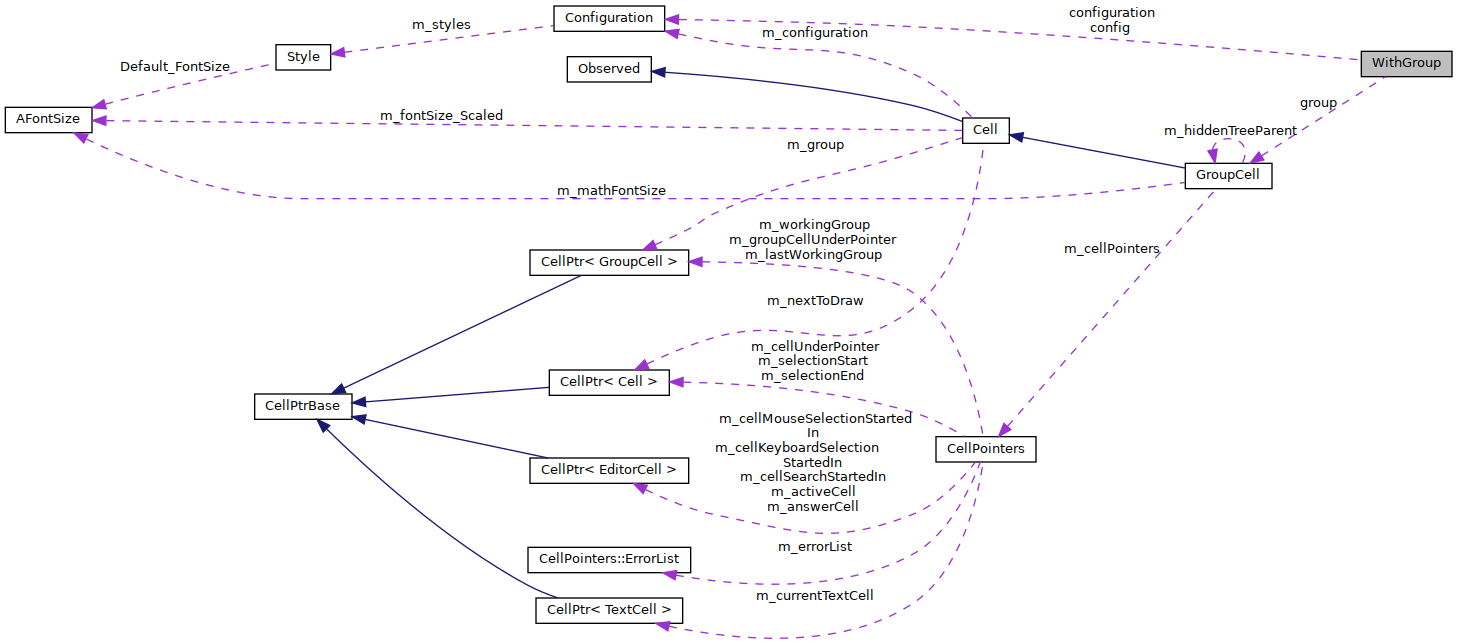 configuration
config
Configuration
m_styles
m_configuration
Style
Observed
WithGroup
Default_FontSize
group
AFontSize
m_fontSize_Scaled
Cell
m_hiddenTreeParent
m_group
GroupCell
m_mathFontSize
m_workingGroup
m_groupCellUnderPointer
m_lastWorkingGroup
m_cellPointers
CellPtr< GroupCell >
m_nextToDraw
m_cellUnderPointer
m_selectionStart
m_selectionEnd
CellPtr< Cell >
CellPtrBase
m_cellMouseSelectionStarted
In
m_cellKeyboardSelection
StartedIn
m_cellSearchStartedIn
m_activeCell
m_answerCell
CellPointers
CellPtr< EditorCell >
m_errorList
CellPointers::ErrorList
m_currentTextCell
CellPtr< TextCell >